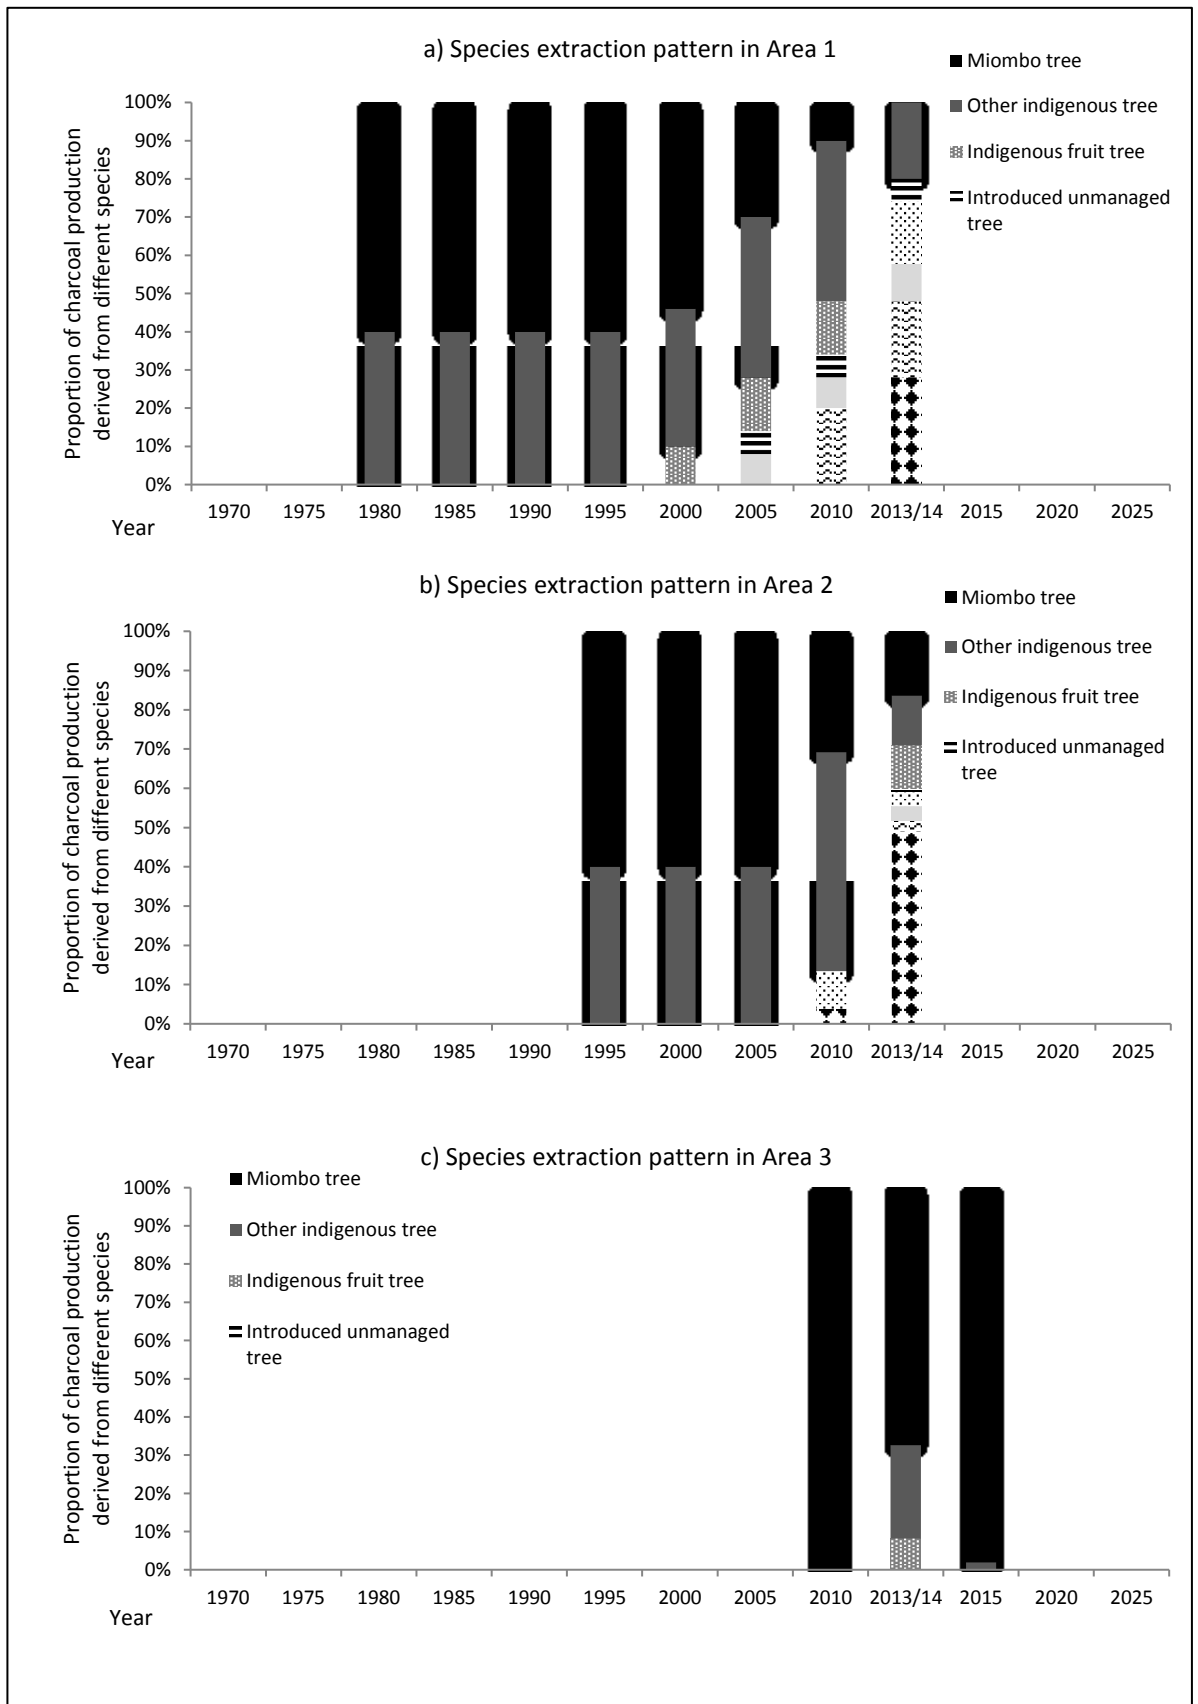 a) Species extraction pattern in Area 1
Miombo tree
Other indigenous tree
Indigenous fruit tree
Introduced unmanaged
tree
Proportion of charcoal production
derived from different species
100%
90%
80%
70%
60%
50%
40%
30%
20%
10%
0%
1970 1975 1980 1985 1990 1995 2000 2005 2010 2013/14 2015 2020 2025
Year
b) Species extraction pattern in Area 2
Miombo tree
Other indigenous tree
Indigenous fruit tree
Introduced unmanaged
tree
Proportion of charcoal production
derived from different species
100%
90%
80%
70%
60%
50%
40%
30%
20%
10%
0%
1970 1975 1980 1985 1990 1995 2000 2005 2010 2013/14 2015 2020 2025
Year
c) Species extraction pattern in Area 3
Miombo tree
Other indigenous tree
Indigenous fruit tree
Introduced unmanaged
tree
Proportion of charcoal production
derived from different species
100%
90%
80%
70%
60%
50%
40%
30%
20%
10%
0%
1970 1975 1980 1985 1990 1995 2000 2005 2010 2013/14 2015 2020 2025
Year